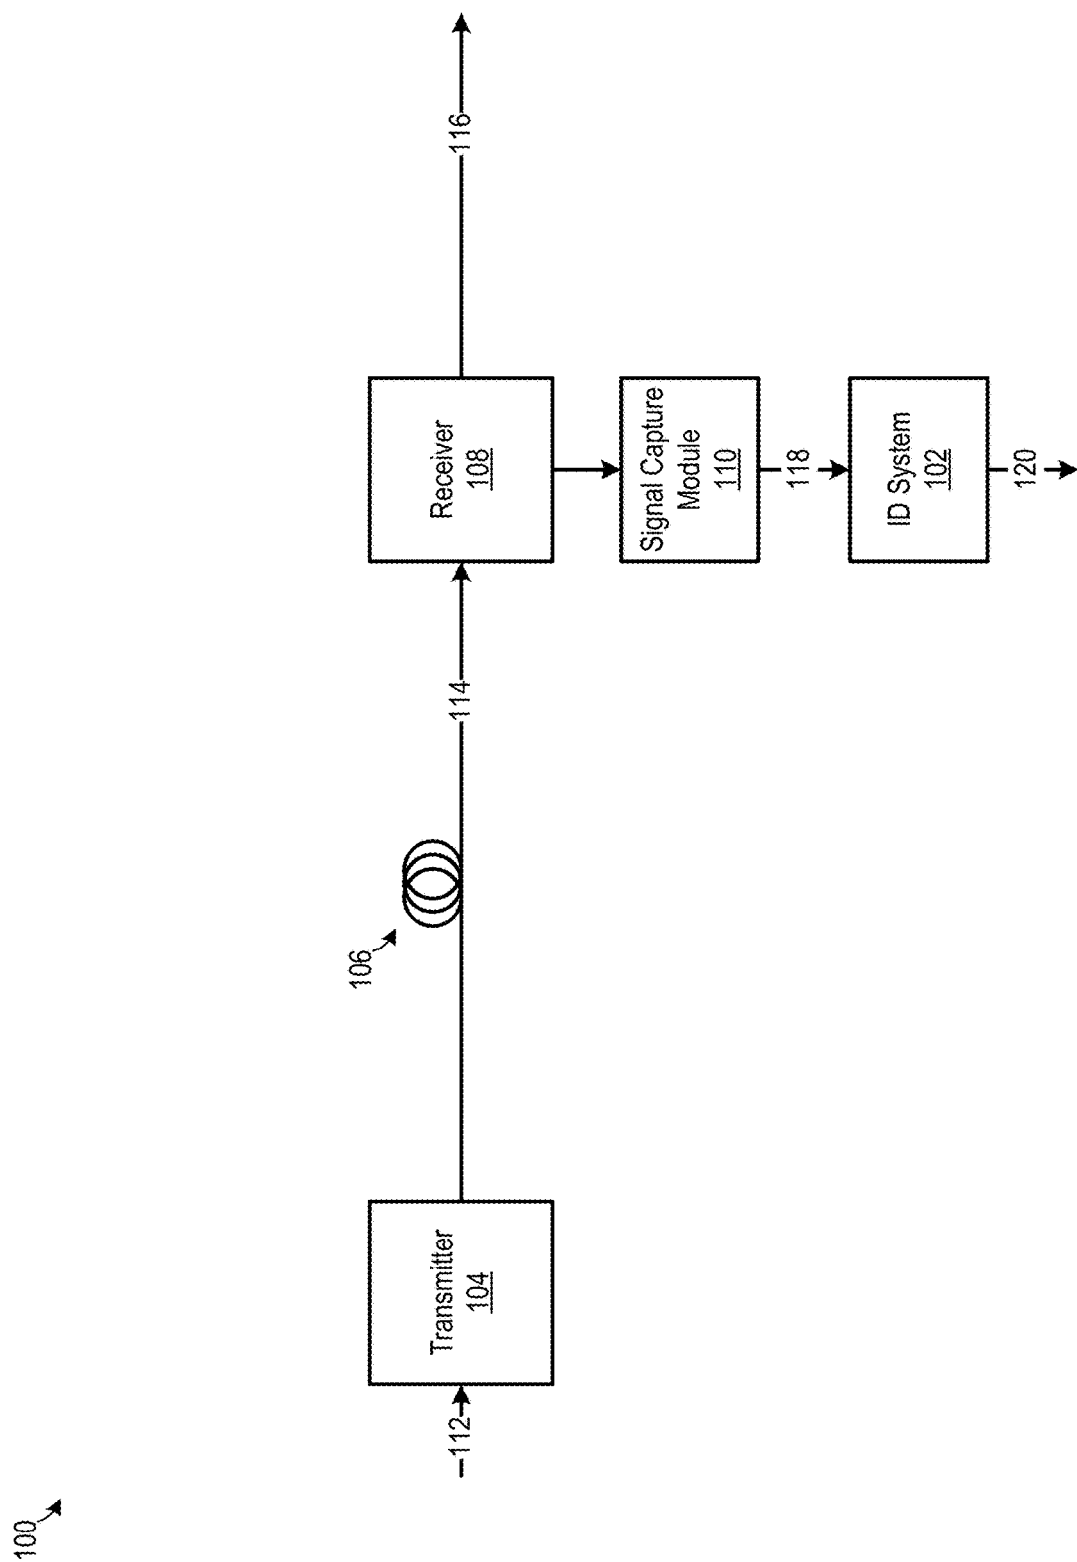 100
112
Transmitter
104
106
114
Receiver
108
116
Signal Capture
Module
110
118
ID System
102
120